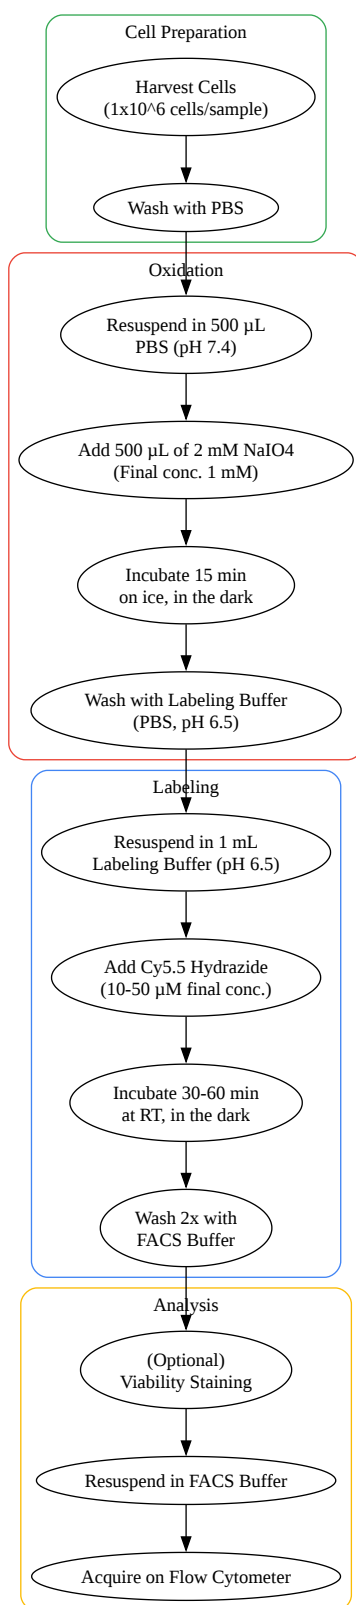 Cell Preparation
Harvest Cells
(1x10^6 cells/sample)
Wash with PBS
Oxidation
Resuspend in 500 µL
PBS (pH 7.4)
Add 500 µL of 2 mM NaIO4
(Final conc. 1 mM)
Incubate 15 min
on ice, in the dark
Wash with Labeling Buffer
(PBS, pH 6.5)
Labeling
Resuspend in 1 mL
Labeling Buffer (pH 6.5)
Add Cy5.5 Hydrazide
(10-50 µM final conc.)
Incubate 30-60 min
at RT, in the dark
Wash 2x with
FACS Buffer
Analysis
(Optional)
Viability Staining
Resuspend in FACS Buffer
Acquire on Flow Cytometer